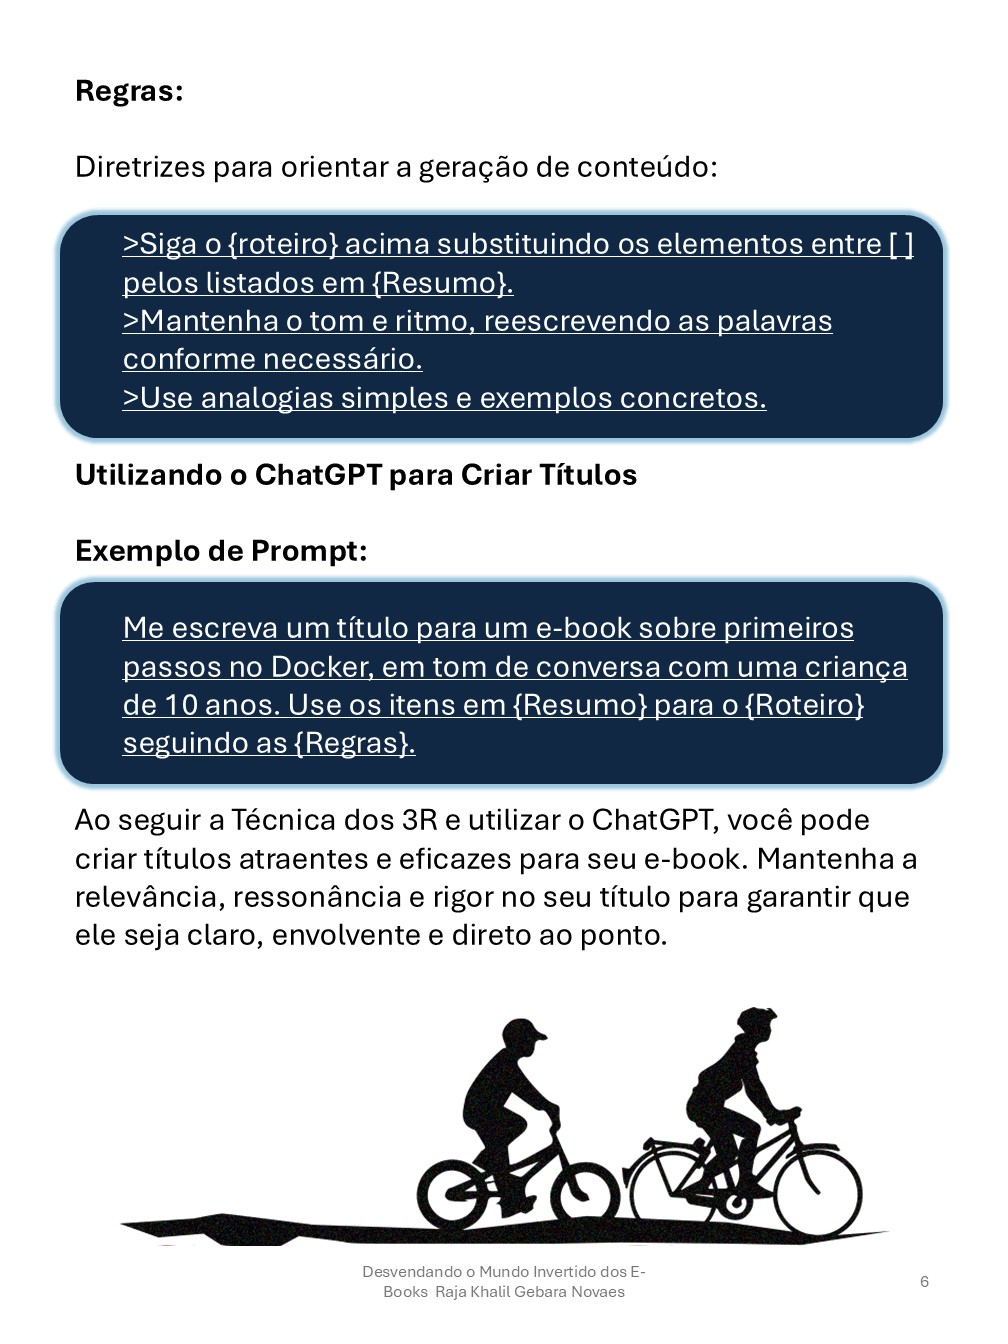 Regras:
Diretrizes para orientar a geração de conteúdo:
>Siga o {roteiro} acima substituindo os elementos entre [ ]
pelos listados em {Resumo}.
>Mantenha o tom e ritmo, reescrevendo as palavras
conforme necessário.
>Use analogias simples e exemplos concretos.
Utilizando o ChatGPT para Criar Títulos
Exemplo de Prompt:
Me escreva um título para um e-book sobre primeiros
passos no Docker, em tom de conversa com uma criança
de 10 anos. Use os itens em {Resumo} para o {Roteiro}
seguindo as {Regras}.
Ao seguir a Técnica dos 3R e utilizar o ChatGPT, você pode
criar títulos atraentes e eficazes para seu e-book. Mantenha a
relevância, ressonância e rigor no seu título para garantir que
ele seja claro, envolvente e direto ao ponto.
Desvendando o Mundo Invertido dos E-
Books  Raja Khalil Gebara Novaes
6